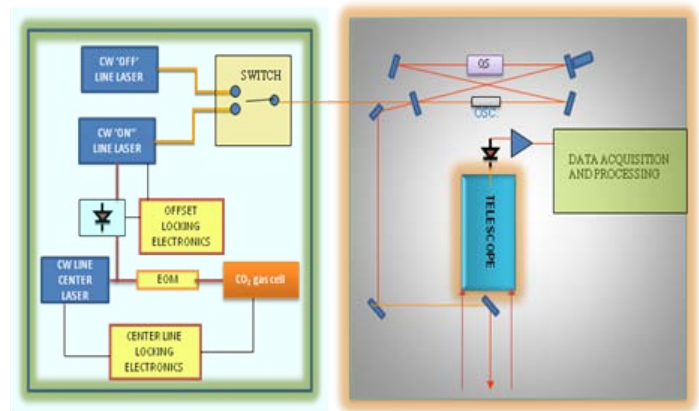 CW 'OFF'
LINE LASER
SWITCH
CW 'ON"
LINE LASER
OFFSET
LOCKING
ELECTRONICS
CW LINE
CENTER
LASER
EOM
CO₂ gas cell
CENTER LINE
LOCKING
ELECTRONICS
QS
OSC.
DATA ACQUISITION
AND PROCESSING
TELESCOPE